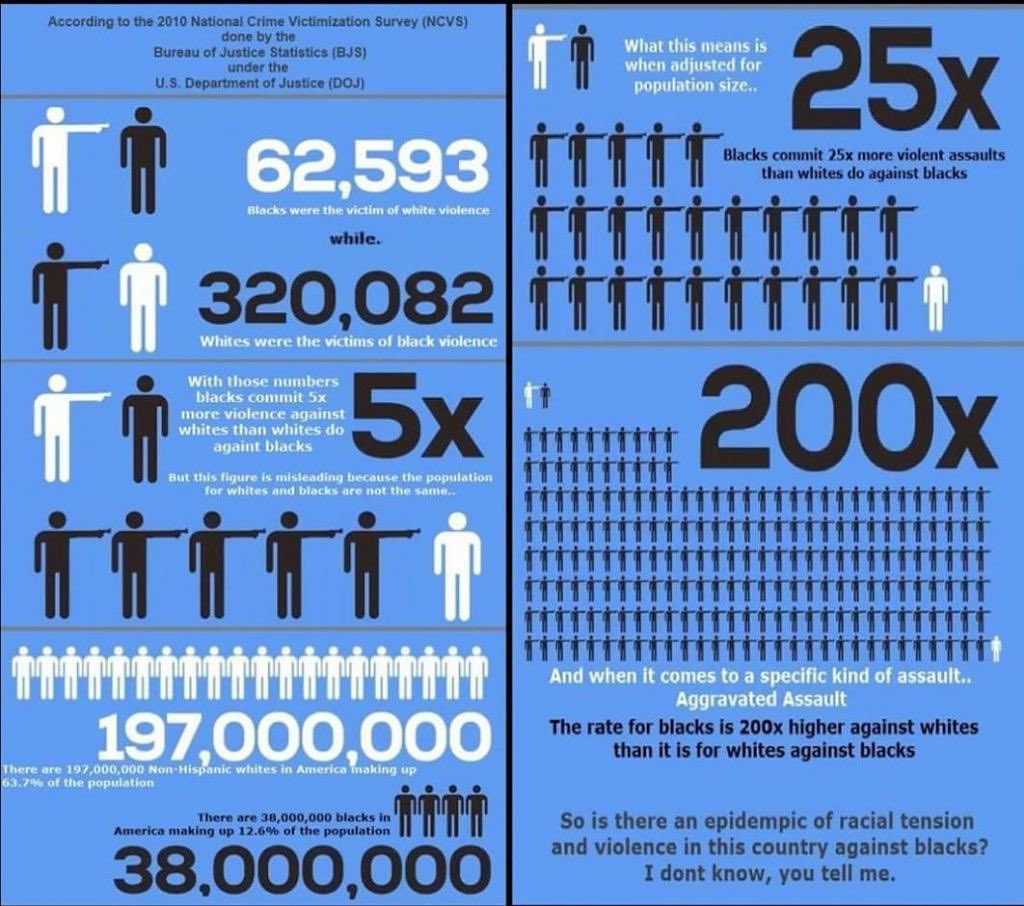 According to the 2010 National Crime Victimization Survey (NCVS)
done by the
Bureau of Justice Statistics (BJS)
under the
U.S. Department of Justice (DOJ)
62,593
Blacks were the victim of white violence
while.
320,082
Whites were the victims of black violence
With those numbers
blacks commit 5x
more violence against
whites than whites do
againt blacks
5x
But this figure is misleading because the population
for whites and blacks are not the same..
197,000,000
There are 197,000,000 Non-Hispanic whites in America making up
63.7% of the population
There are 38,000,000 blacks in
America making up 12.6% of the population
38,000,000
What this means is
when adjusted for
population size..
25x
Blacks commit 25x more violent assaults
than whites do against blacks
200x
And when it comes to a specific kind of assault..
Aggravated Assault
The rate for blacks is 200x higher against whites
than it is for whites against blacks
So is there an epidempic of racial tension
and violence in this country against blacks?
I dont know, you tell me.